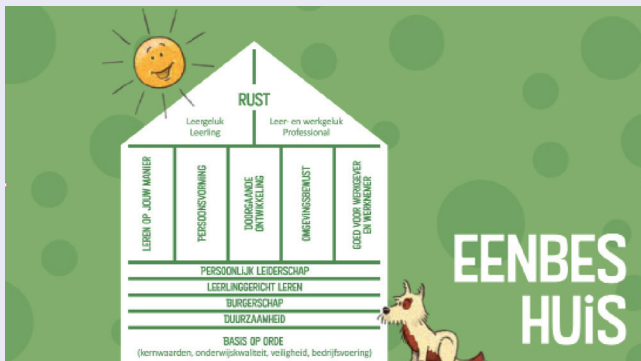 RUST
Leergeluk
Leerling
Leer- en werkgeluk
Professional
LEREN OP JOUW MANIER
PERSOONSVORMING
DOORGAANDE
ONTWIKKELING
OMGEVINGSBEWUST
GOED VOOR WERKGEVER
EN WERKNEMER
PERSOONLIJK LEIDERSCHAP
LEERLINGGERICHT LEREN
BURGERSCHAP
DUURZAAMHEID
BASIS OP ORDE
(kernwaarden, onderwijskwaliteit, veiligheid, bedrijfsvoering)
EENBES
HUiS